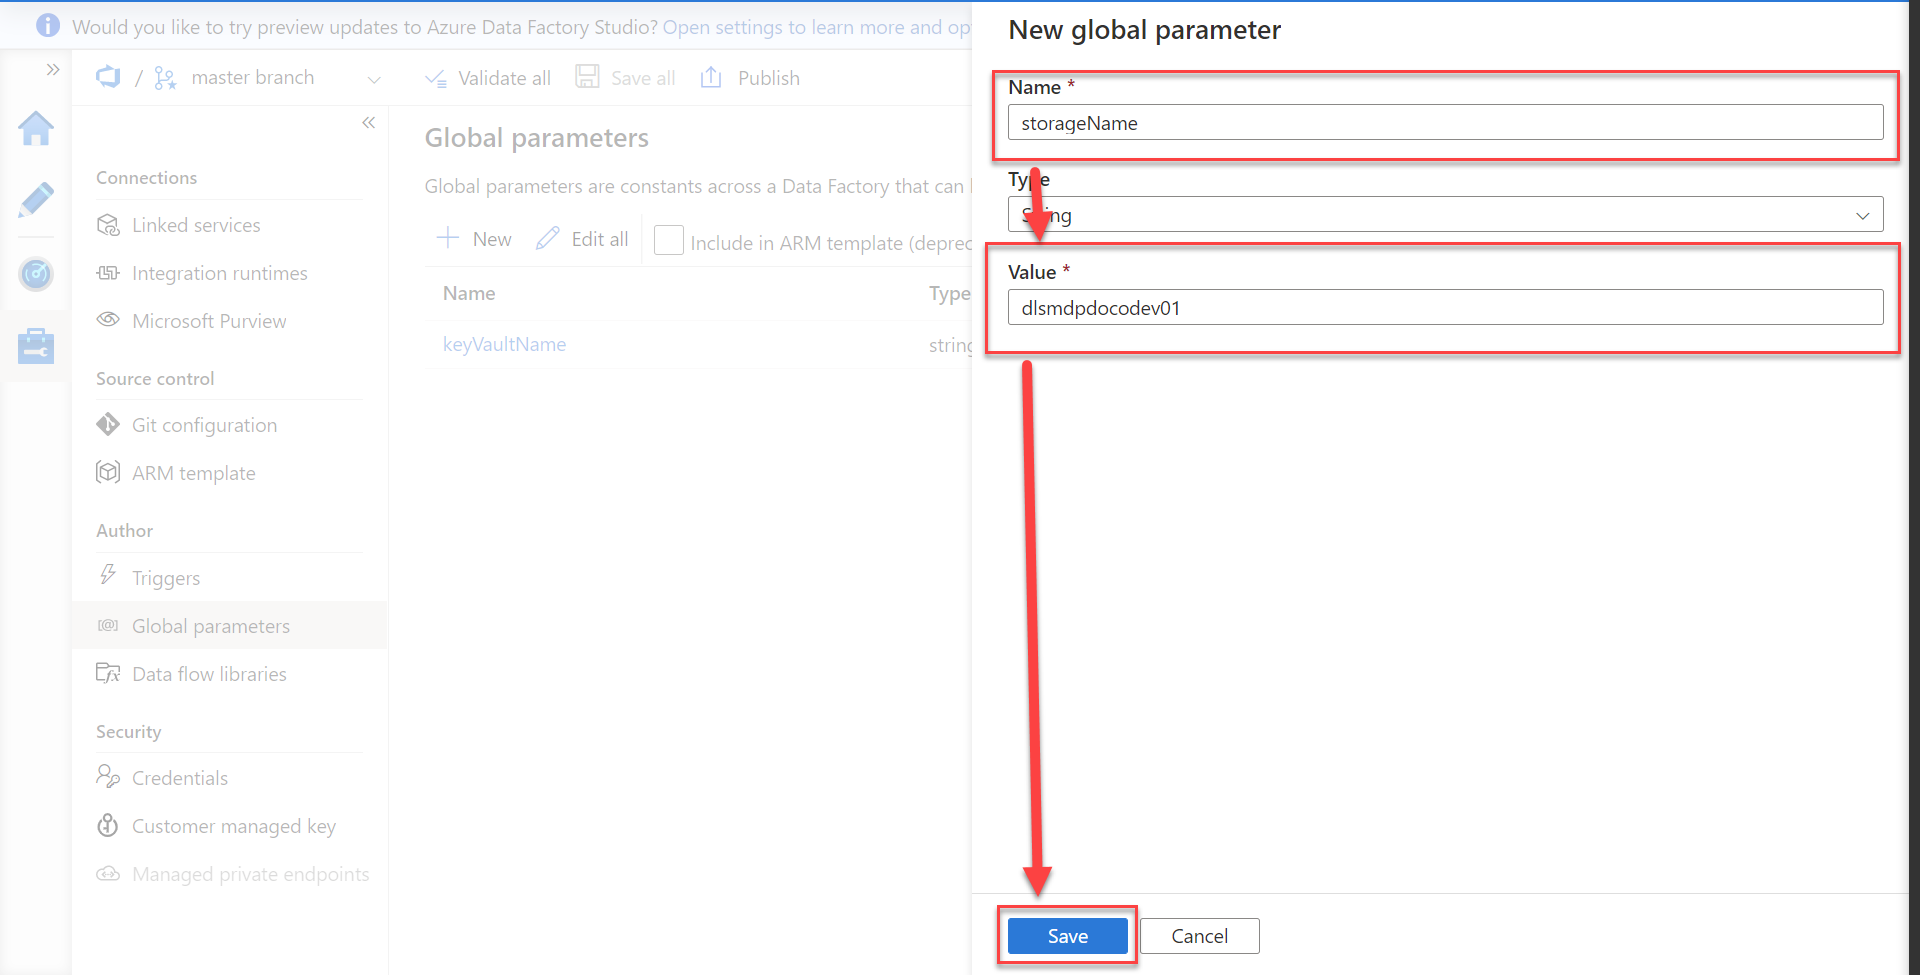 Would you like to try preview updates to Azure Data Factory Studio? Open settings to learn more and op
/ master branch
Validate all
Save all
Publish
Connections
Linked services
Integration runtimes
Microsoft Purview
Source control
Git configuration
ARM template
Author
Triggers
Global parameters
Data flow libraries
Security
Credentials
Customer managed key
Managed private endpoints
Global parameters
Global parameters are constants across a Data Factory that can
New
Edit all
Include in ARM template (deprec
Name Type
keyVaultName string
New global parameter
Name *
storageName
Type
String
Value *
dlsmdpdocodev01
Save Cancel